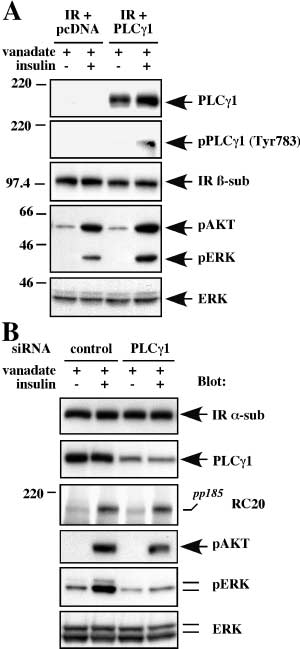 A
IR + pcDNA IR + PLCγ1
vanadate + + + +
insulin - + - +
220
PLCγ1
220
pPLCγ1 (Tyr783)
97.4
IR ß-sub
66
pAKT
46
pERK
46
ERK
B
siRNA control PLCγ1
vanadate + + + +
insulin - + - + Blot:
IR α-sub
PLCγ1
220
pp185 RC20
pAKT
pERK
ERK